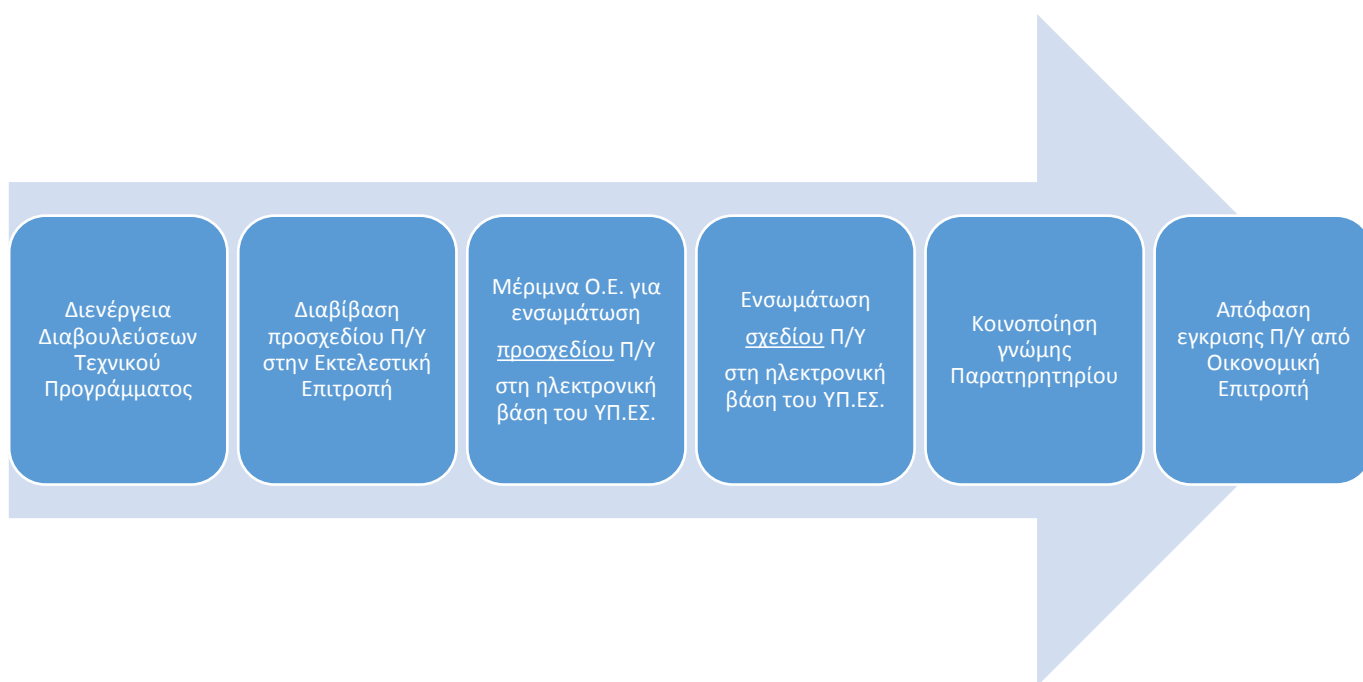 Διενέργεια
Διαβουλεύσεων
Τεχνικού
Προγράμματος
Διαβίβαση
προσχεδίου Π/Υ
στην Εκτελεστική
Επιτροπή
Μέριμνα Ο.Ε. για
ενσωμάτωση
προσχεδίου Π/Υ
στη ηλεκτρονική
βάση του ΥΠ.ΕΣ.
Ενσωμάτωση
σχεδίου Π/Υ
στη ηλεκτρονική
βάση του ΥΠ.ΕΣ.
Κοινοποίηση
γνώμης
Παρατηρητηρίου
Απόφαση
εγκρισης Π/Υ από
Οικονομική
Επιτροπή